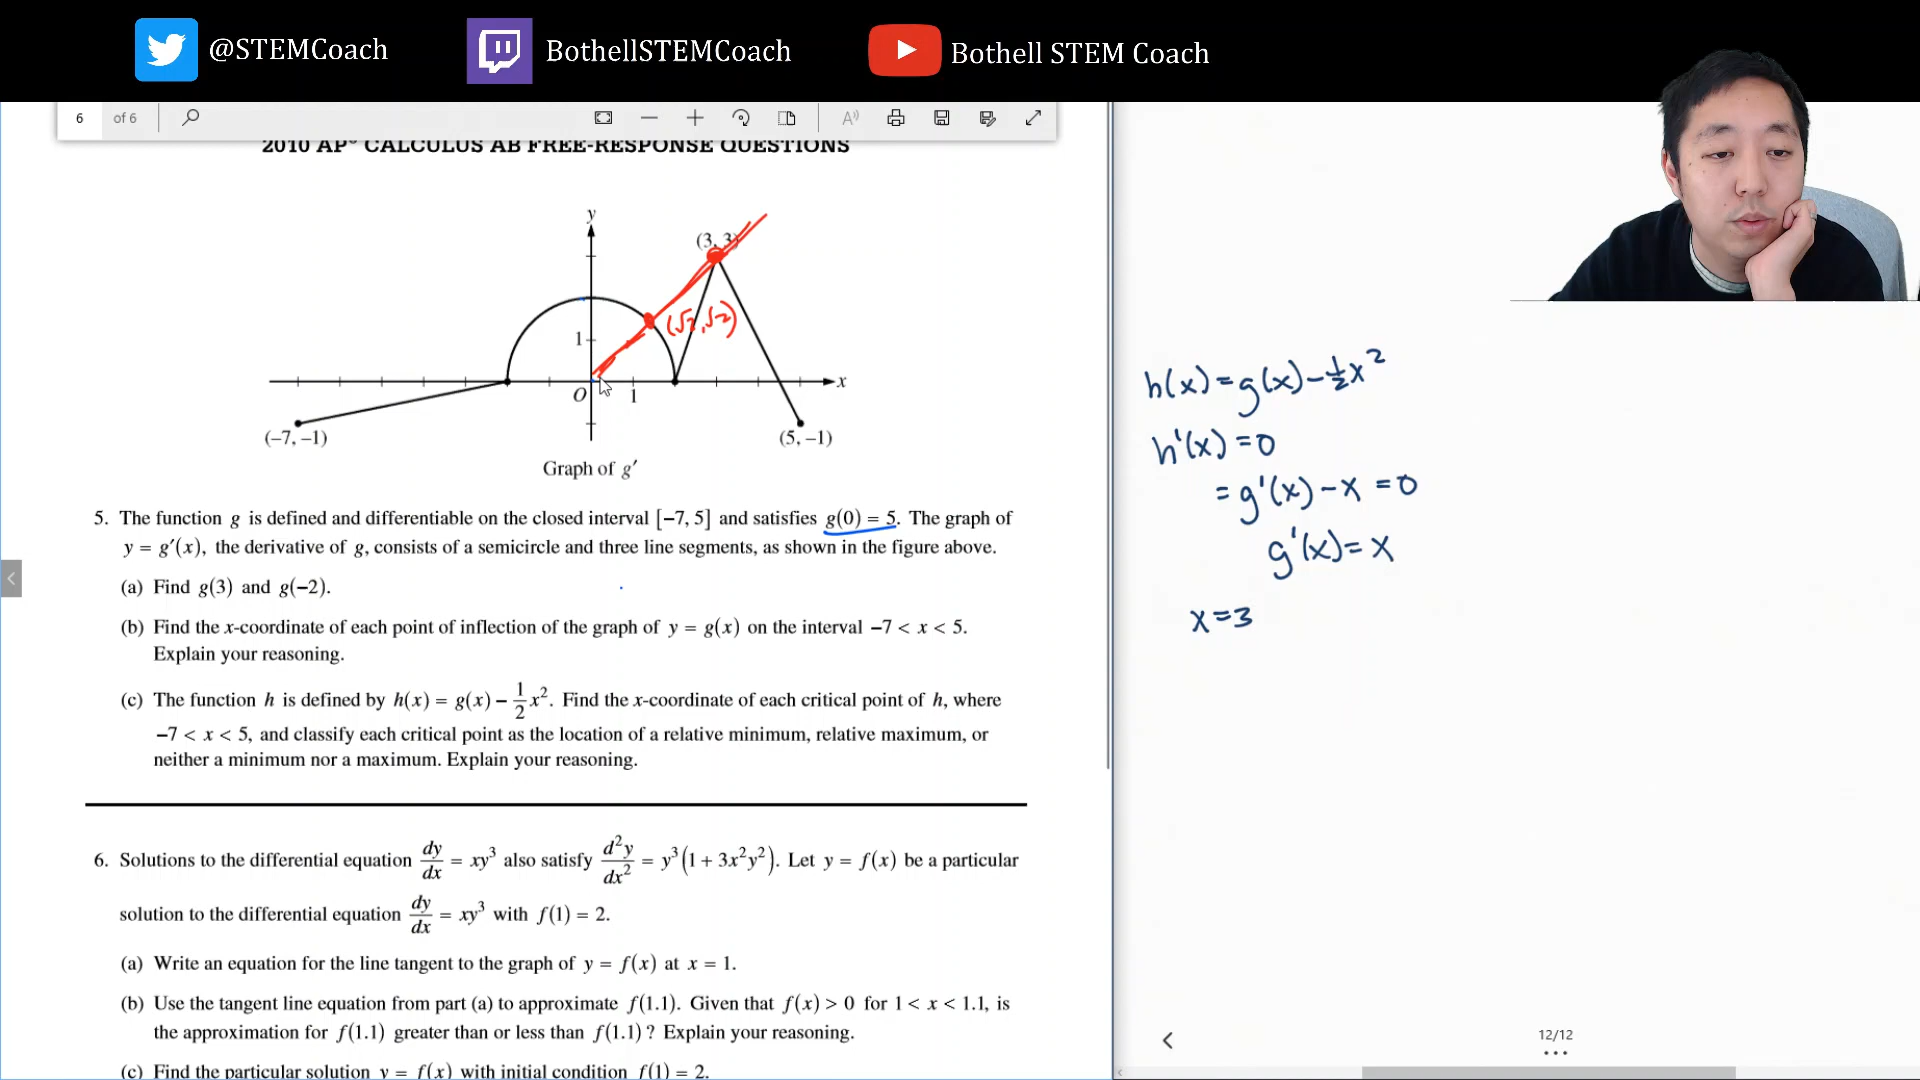 @STEMCoach
BothellSTEMCoach
Bothell STEM Coach
6 of 6
2010 AP® CALCULUS AB FREE-RESPONSE QUESTIONS
y
(3, 3)
(√2, √2)
1
O
1
x
(−7, −1)
(5, −1)
Graph of g′
5. The function g is defined and differentiable on the closed interval [−7, 5] and satisfies g(0) = 5. The graph of
y = g′(x), the derivative of g, consists of a semicircle and three line segments, as shown in the figure above.
(a) Find g(3) and g(−2).
(b) Find the x-coordinate of each point of inflection of the graph of y = g(x) on the interval −7 < x < 5.
Explain your reasoning.
(c) The function h is defined by h(x) = g(x) − 1/2 x². Find the x-coordinate of each critical point of h, where
−7 < x < 5, and classify each critical point as the location of a relative minimum, relative maximum, or
neither a minimum nor a maximum. Explain your reasoning.
6. Solutions to the differential equation dy/dx = xy³ also satisfy d²y/dx² = y³(1 + 3x²y²). Let y = f(x) be a particular
solution to the differential equation dy/dx = xy³ with f(1) = 2.
(a) Write an equation for the line tangent to the graph of y = f(x) at x = 1.
(b) Use the tangent line equation from part (a) to approximate f(1.1). Given that f(x) > 0 for 1 < x < 1.1, is
the approximation for f(1.1) greater than or less than f(1.1)? Explain your reasoning.
(c) Find the particular solution y = f(x) with initial condition f(1) = 2.
h(x) = g(x) − 1/2 x²
h'(x) = 0
= g'(x) − x = 0
g'(x) = x
x = 3
12/12